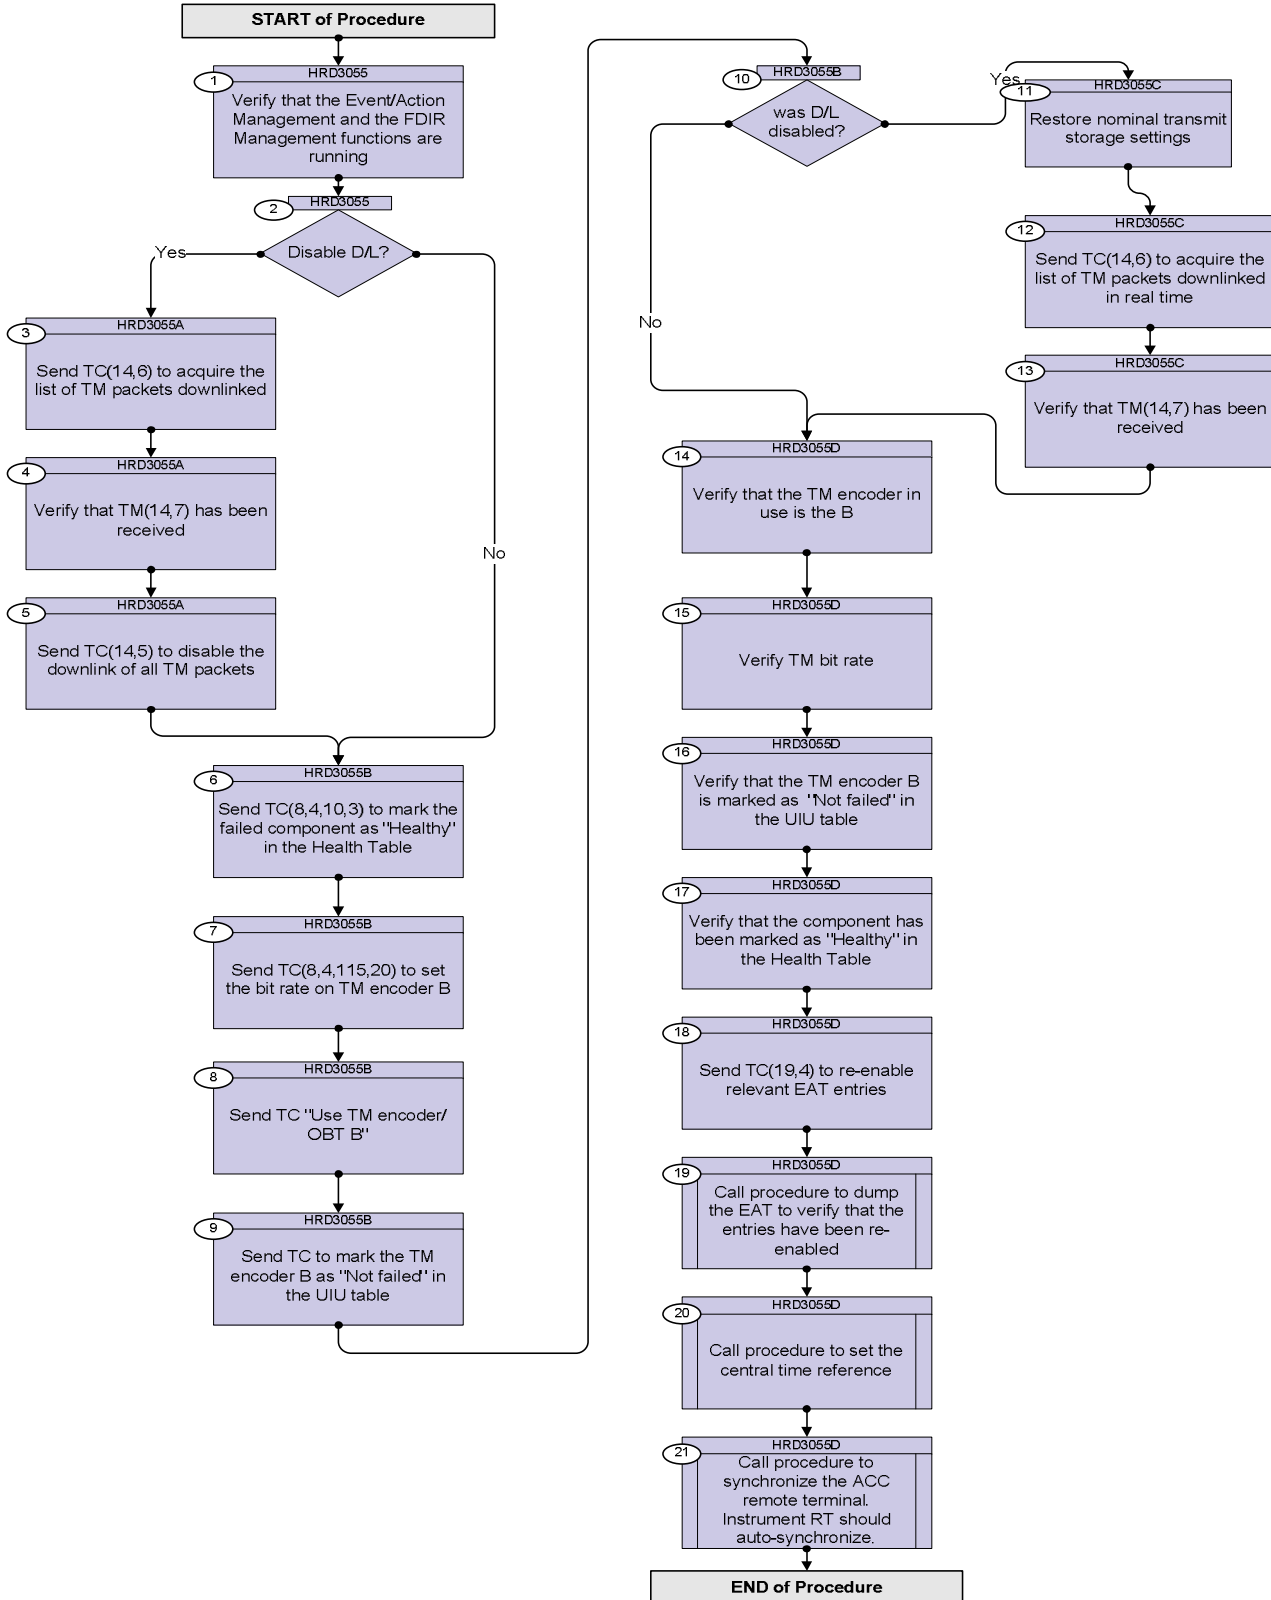 START of Procedure
1
HRD3055
Verify that the Event/Action
Management and the FDIR
Management functions are
running
2
HRD3055
Disable D/L?
Yes
No
3
HRD3055A
Send TC(14,6) to acquire the
list of TM packets downlinked
4
HRD3055A
Verify that TM(14,7) has been
received
5
HRD3055A
Send TC(14,5) to disable the
downlink of all TM packets
6
HRD3055B
Send TC(8,4,10,3) to mark the
failed component as "Healthy"
in the Health Table
7
HRD3055B
Send TC(8,4,115,20) to set
the bit rate on TM encoder B
8
HRD3055B
Send TC "Use TM encoder/
OBT B"
9
HRD3055B
Send TC to mark the TM
encoder B as "Not failed" in
the UIU table
10
HRD3055B
was D/L
disabled?
Yes
No
11
HRD3055C
Restore nominal transmit
storage settings
12
HRD3055C
Send TC(14,6) to acquire the
list of TM packets downlinked
in real time
13
HRD3055C
Verify that TM(14,7) has been
received
14
HRD3055D
Verify that the TM encoder in
use is the B
15
HRD3055D
Verify TM bit rate
16
HRD3055D
Verify that the TM encoder B
is marked as "Not failed" in
the UIU table
17
HRD3055D
Verify that the component has
been marked as "Healthy" in
the Health Table
18
HRD3055D
Send TC(19,4) to re-enable
relevant EAT entries
19
HRD3055D
Call procedure to dump
the EAT to verify that the
entries have been re-
enabled
20
HRD3055D
Call procedure to set the
central time reference
21
HRD3055D
Call procedure to
synchronize the ACC
remote terminal.
Instrument RT should
auto-synchronize.
END of Procedure